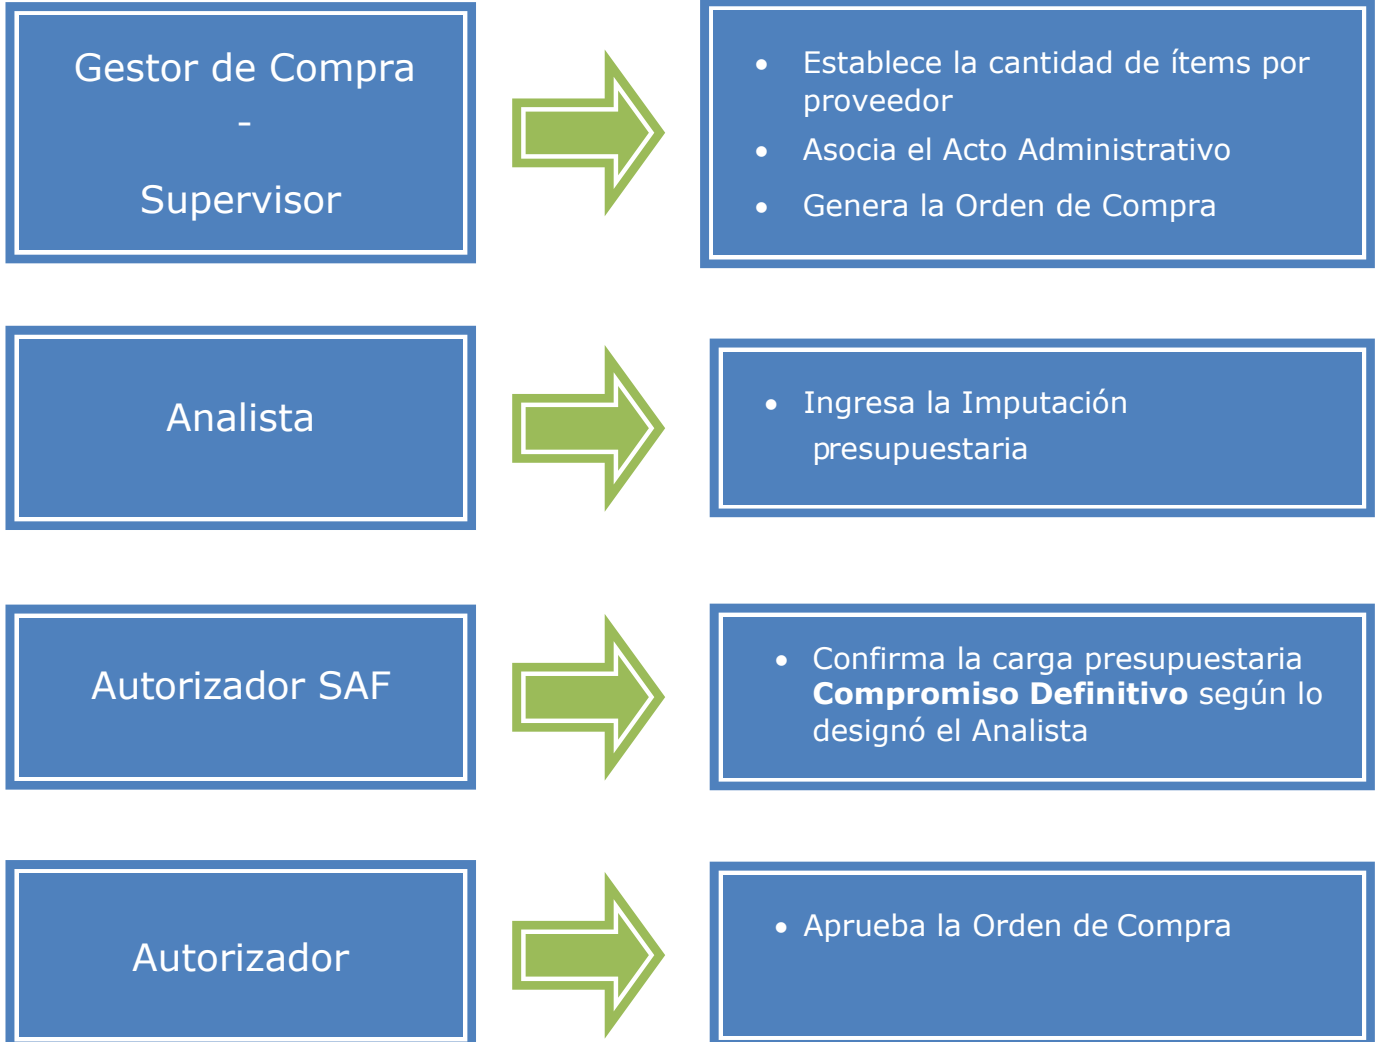 Gestor de Compra
-
Supervisor
• Establece la cantidad de ítems por
proveedor
• Asocia el Acto Administrativo
• Genera la Orden de Compra
Analista
• Ingresa la Imputación
presupuestaria
Autorizador SAF
• Confirma la carga presupuestaria
Compromiso Definitivo según lo
designó el Analista
Autorizador
• Aprueba la Orden de Compra